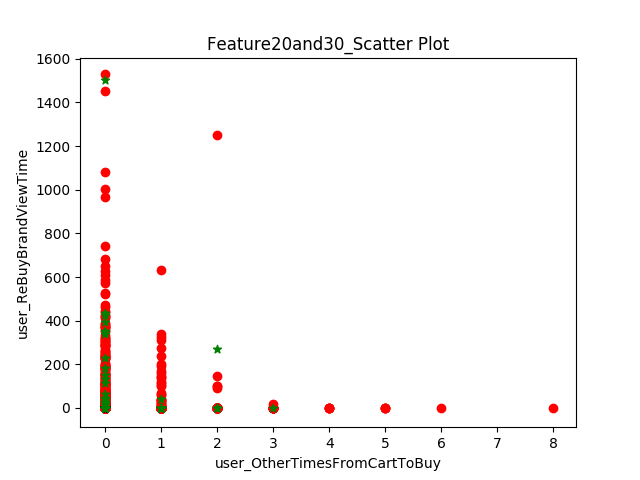 Feature20and30_Scatter Plot
1600
1400
1200
1000
800
600
400
200
0
user_ReBuyBrandViewTime
0 1 2 3 4 5 6 7 8
user_OtherTimesFromCartToBuy